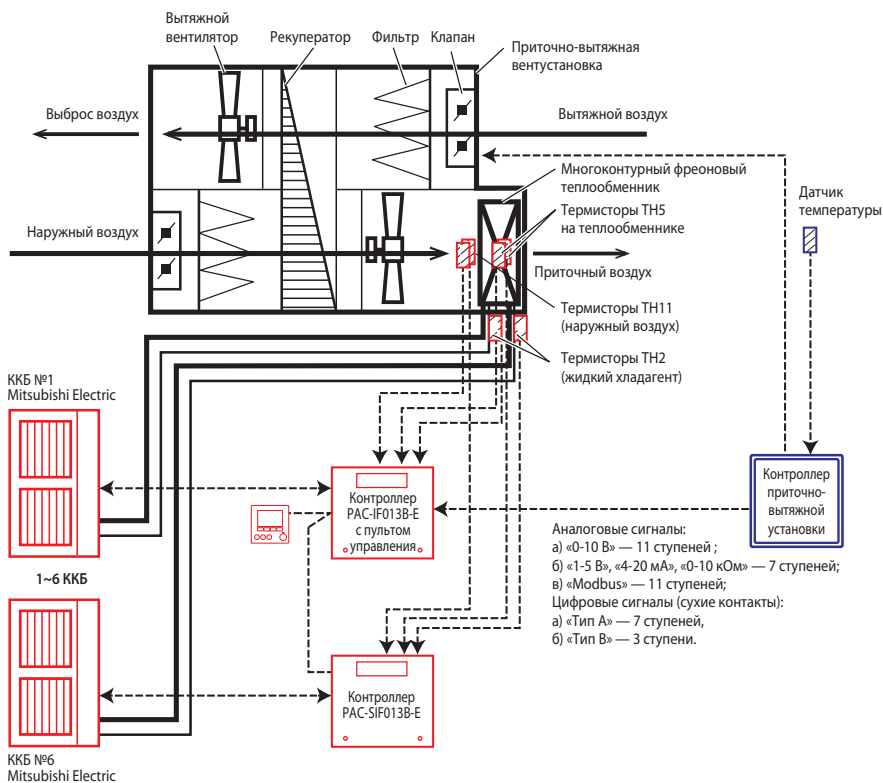 Вытяжной
вентилятор
Рекуператор
Фильтр
Клапан
Приточно-вытяжная
вентустановка
Выброс воздух
Вытяжной воздух
Многоконтурный фреоновый
теплообменник
Термисторы TH5
на теплообменнике
Датчик
температуры
Наружный воздух
Приточный воздух
Термисторы TH11
(наружный воздух)
Термисторы TH2
(жидкий хладагент)
ККБ №1
Mitsubishi Electric
Контроллер
PAC-IF013B-E
с пультом
управления
Контроллер
приточно-
вытяжной
установки
Аналоговые сигналы:
а) «0-10 В» — 11 ступеней ;
б) «1-5 В», «4-20 мА», «0-10 кОм» — 7 ступеней;
в) «Modbus» — 11 ступеней;
Цифровые сигналы (сухие контакты):
а) «Тип А» — 7 ступеней,
б) «Тип В» — 3 ступени.
1~6 ККБ
Контроллер
PAC-SIF013B-E
ККБ №6
Mitsubishi Electric